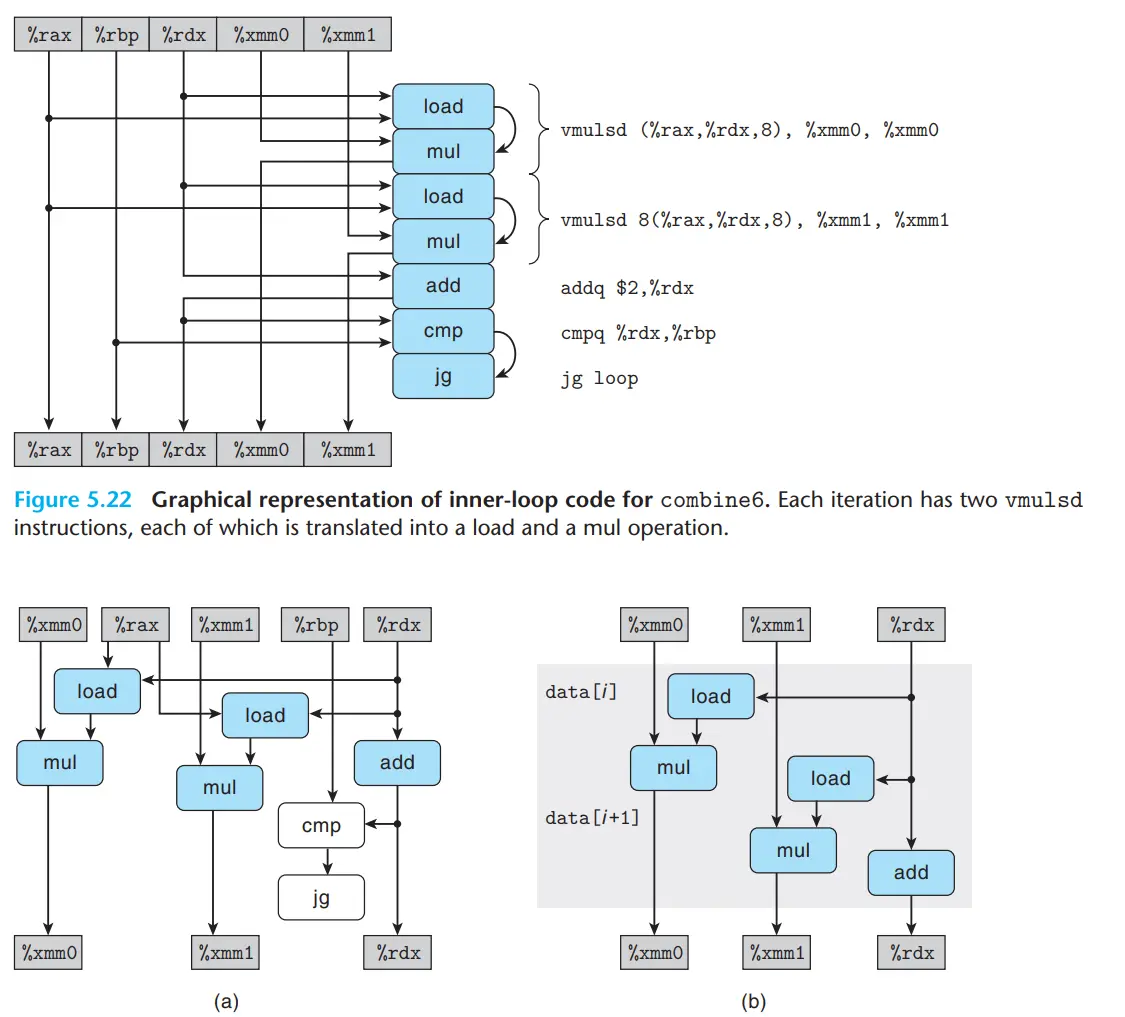 %rax %rbp %rdx %xmm0 %xmm1
load
mul
vmulsd (%rax,%rdx,8), %xmm0, %xmm0
load
mul
vmulsd 8(%rax,%rdx,8), %xmm1, %xmm1
add
addq $2,%rdx
cmp
cmpq %rdx,%rbp
jg
jg loop
%rax %rbp %rdx %xmm0 %xmm1
Figure 5.22 Graphical representation of inner-loop code for combine6. Each iteration has two vmulsd
instructions, each of which is translated into a load and a mul operation.
%xmm0 %rax %xmm1 %rbp %rdx
load
load
mul
add
mul
cmp
jg
%xmm0 %xmm1 %rdx
(a)
%xmm0 %xmm1 %rdx
data[i]
load
mul
load
data[i+1]
mul
add
%xmm0 %xmm1 %rdx
(b)